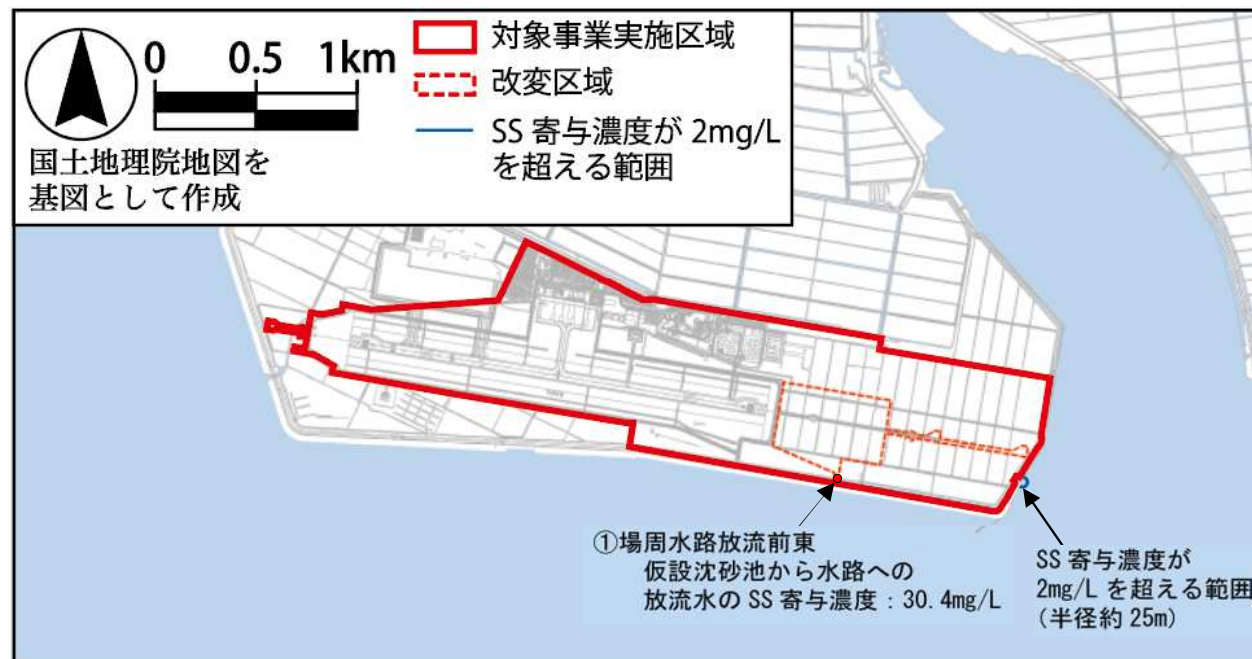 0 0.5 1km
国土地理院地図を
基図として作成
対象事業実施区域
改変区域
SS 寄与濃度が 2mg/L
を超える範囲
①場周水路放流前東
仮設沈砂池から水路への
放流水の SS 寄与濃度：30.4mg/L
SS 寄与濃度が
2mg/L を超える範囲
（半径約 25m）